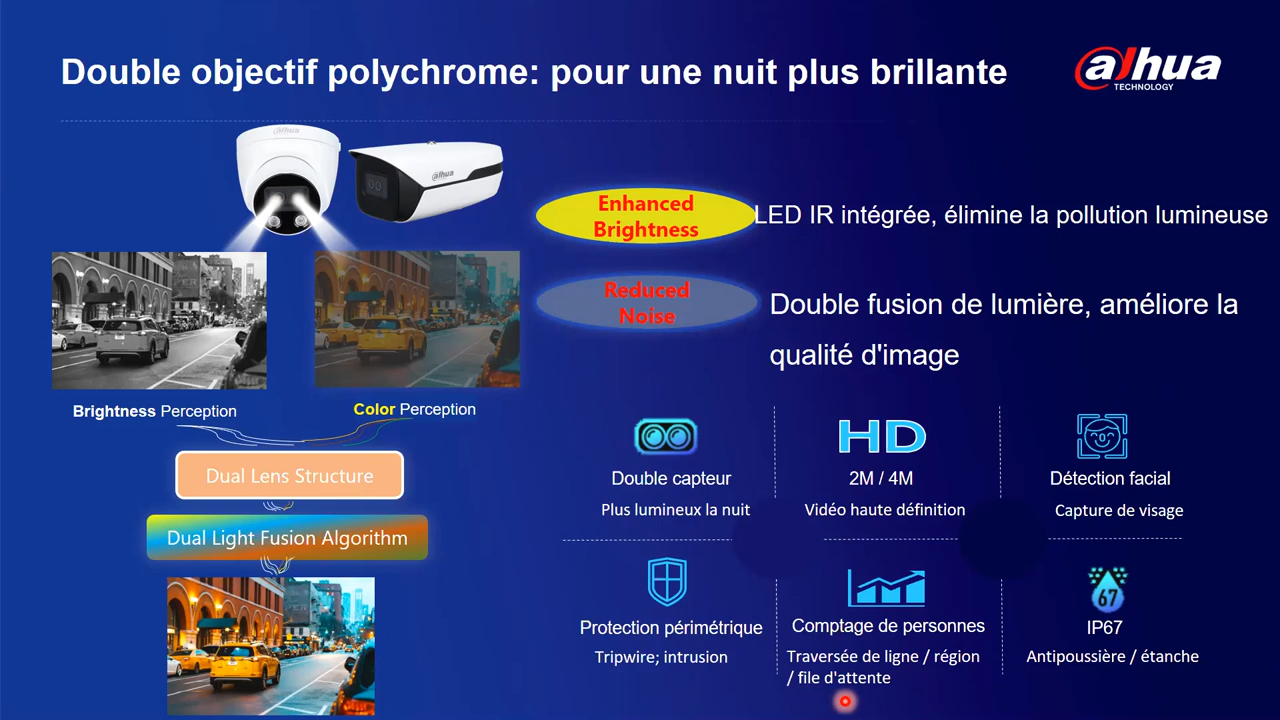 Double objectif polychrome: pour une nuit plus brillante
alhua
TECHNOLOGY
alhua
alhua
Enhanced
Brightness
LED IR intégrée, élimine la pollution lumineuse
Reduced
Noise
Double fusion de lumière, améliore la
qualité d'image
Brightness Perception
Color Perception
Dual Lens Structure
Dual Light Fusion Algorithm
Double capteur
Plus lumineux la nuit
HD
2M / 4M
Vidéo haute définition
Détection facial
Capture de visage
Protection périmétrique
Tripwire; intrusion
Comptage de personnes
Traversée de ligne / région
/ file d'attente
67
IP67
Antipoussière / étanche